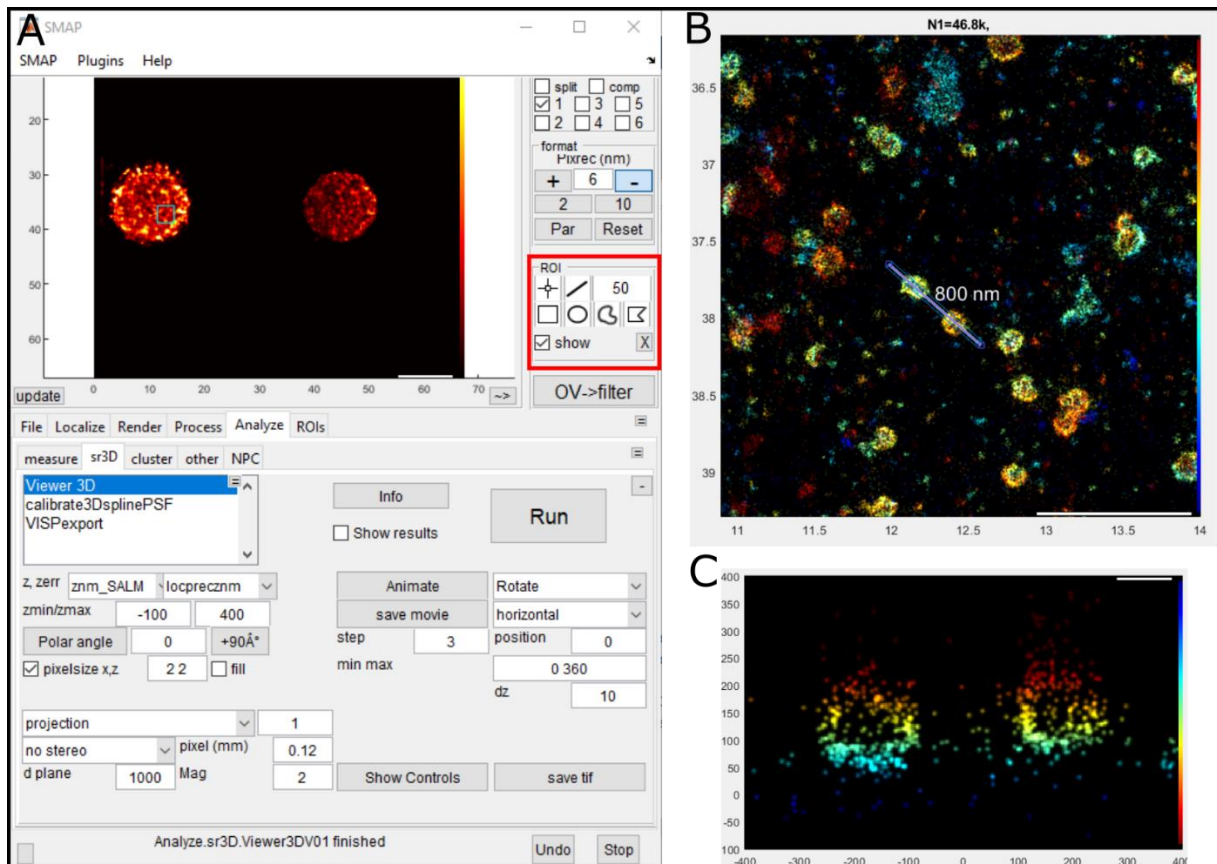 A
SMAP
SMAP Plugins Help
20
30
40
50
60
0 10 20 30 40 50 60 70
update
~>
split comp
1 3 5
2 4 6
format
Pixrec (nm)
+ 6 -
2 10
Par Reset
ROI
50
show X
OV->filter
File Localize Render Process Analyze ROIs
measure sr3D cluster other NPC
Viewer 3D
calibrate3DsplinePSF
VISPexport
Info
Show results
Run
-
z, zerr znm_SALM locprecznm
zmin/zmax -100 400
Polar angle 0 +90Â°
pixelsize x,z 2 2 fill
Animate Rotate
save movie horizontal
step 3 position 0
min max 0 360
dz 10
projection 1
no stereo pixel (mm) 0.12
d plane 1000 Mag 2
Show Controls save tif
Analyze.sr3D.Viewer3DV01 finished
Undo Stop
B
N1=46.8k,
36.5
37
37.5
38
38.5
39
800 nm
11 11.5 12 12.5 13 13.5 14
C
400
350
300
250
200
150
100
50
0
-50
100
-400 -300 -200 -100 0 100 200 300 400